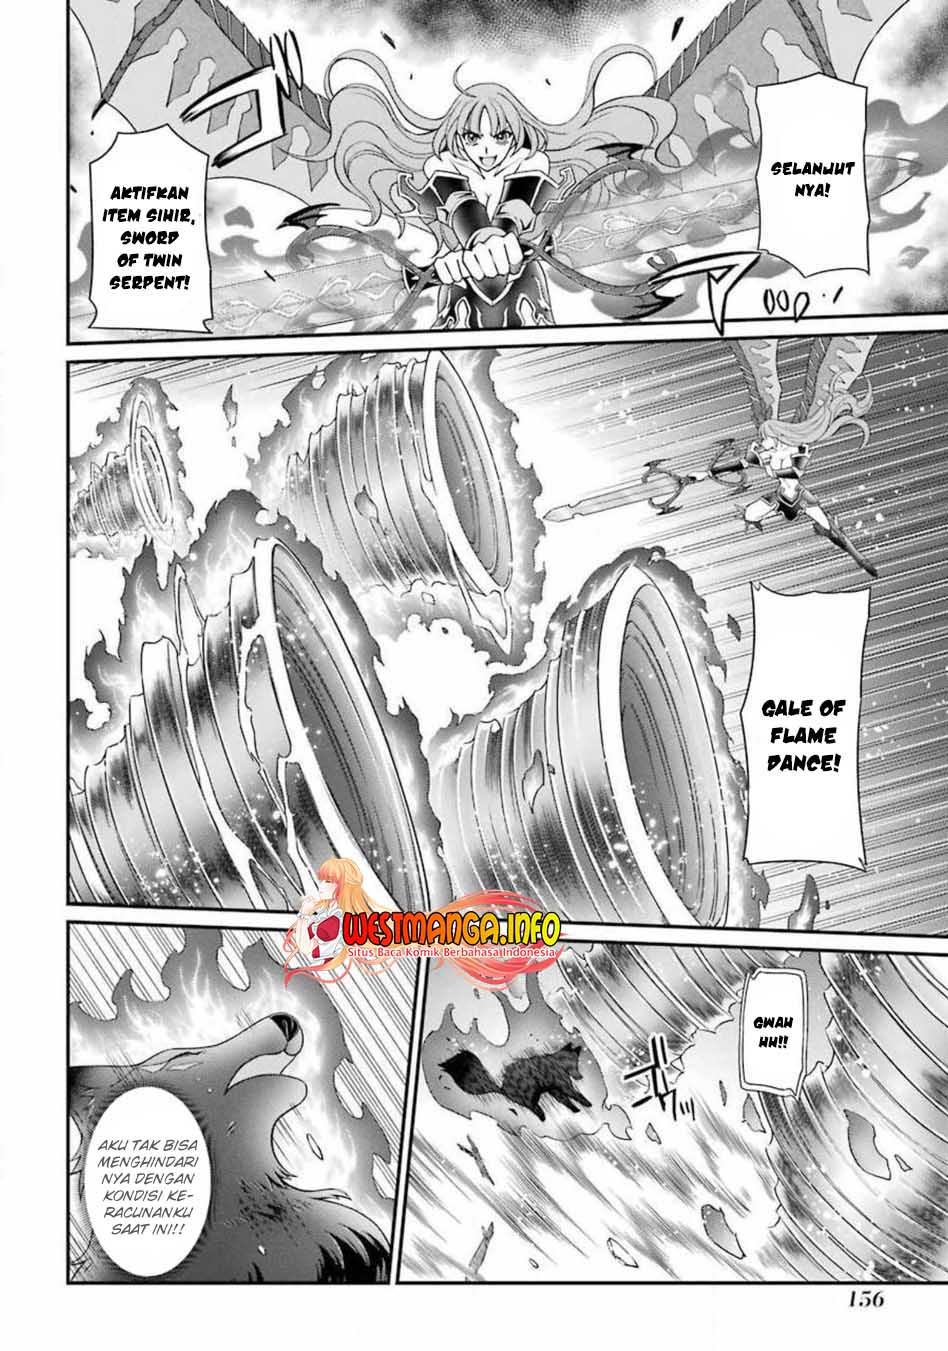 SELANJUT
NYA!
AKTIFKAN
ITEM SIHIR,
SWORD
OF TWIN
SERPENT!
ゴ
GALE OF
FLAME
DANCE!
WESTMANGA.INFO
Situs Baca Komik Berbahasa Indonesia
GWAH
HH!!
AKU TAK BISA
MENGHINDARI
NYA DENGAN
KONDISI KE-
RACUNANKU
SAAT INI!!
156